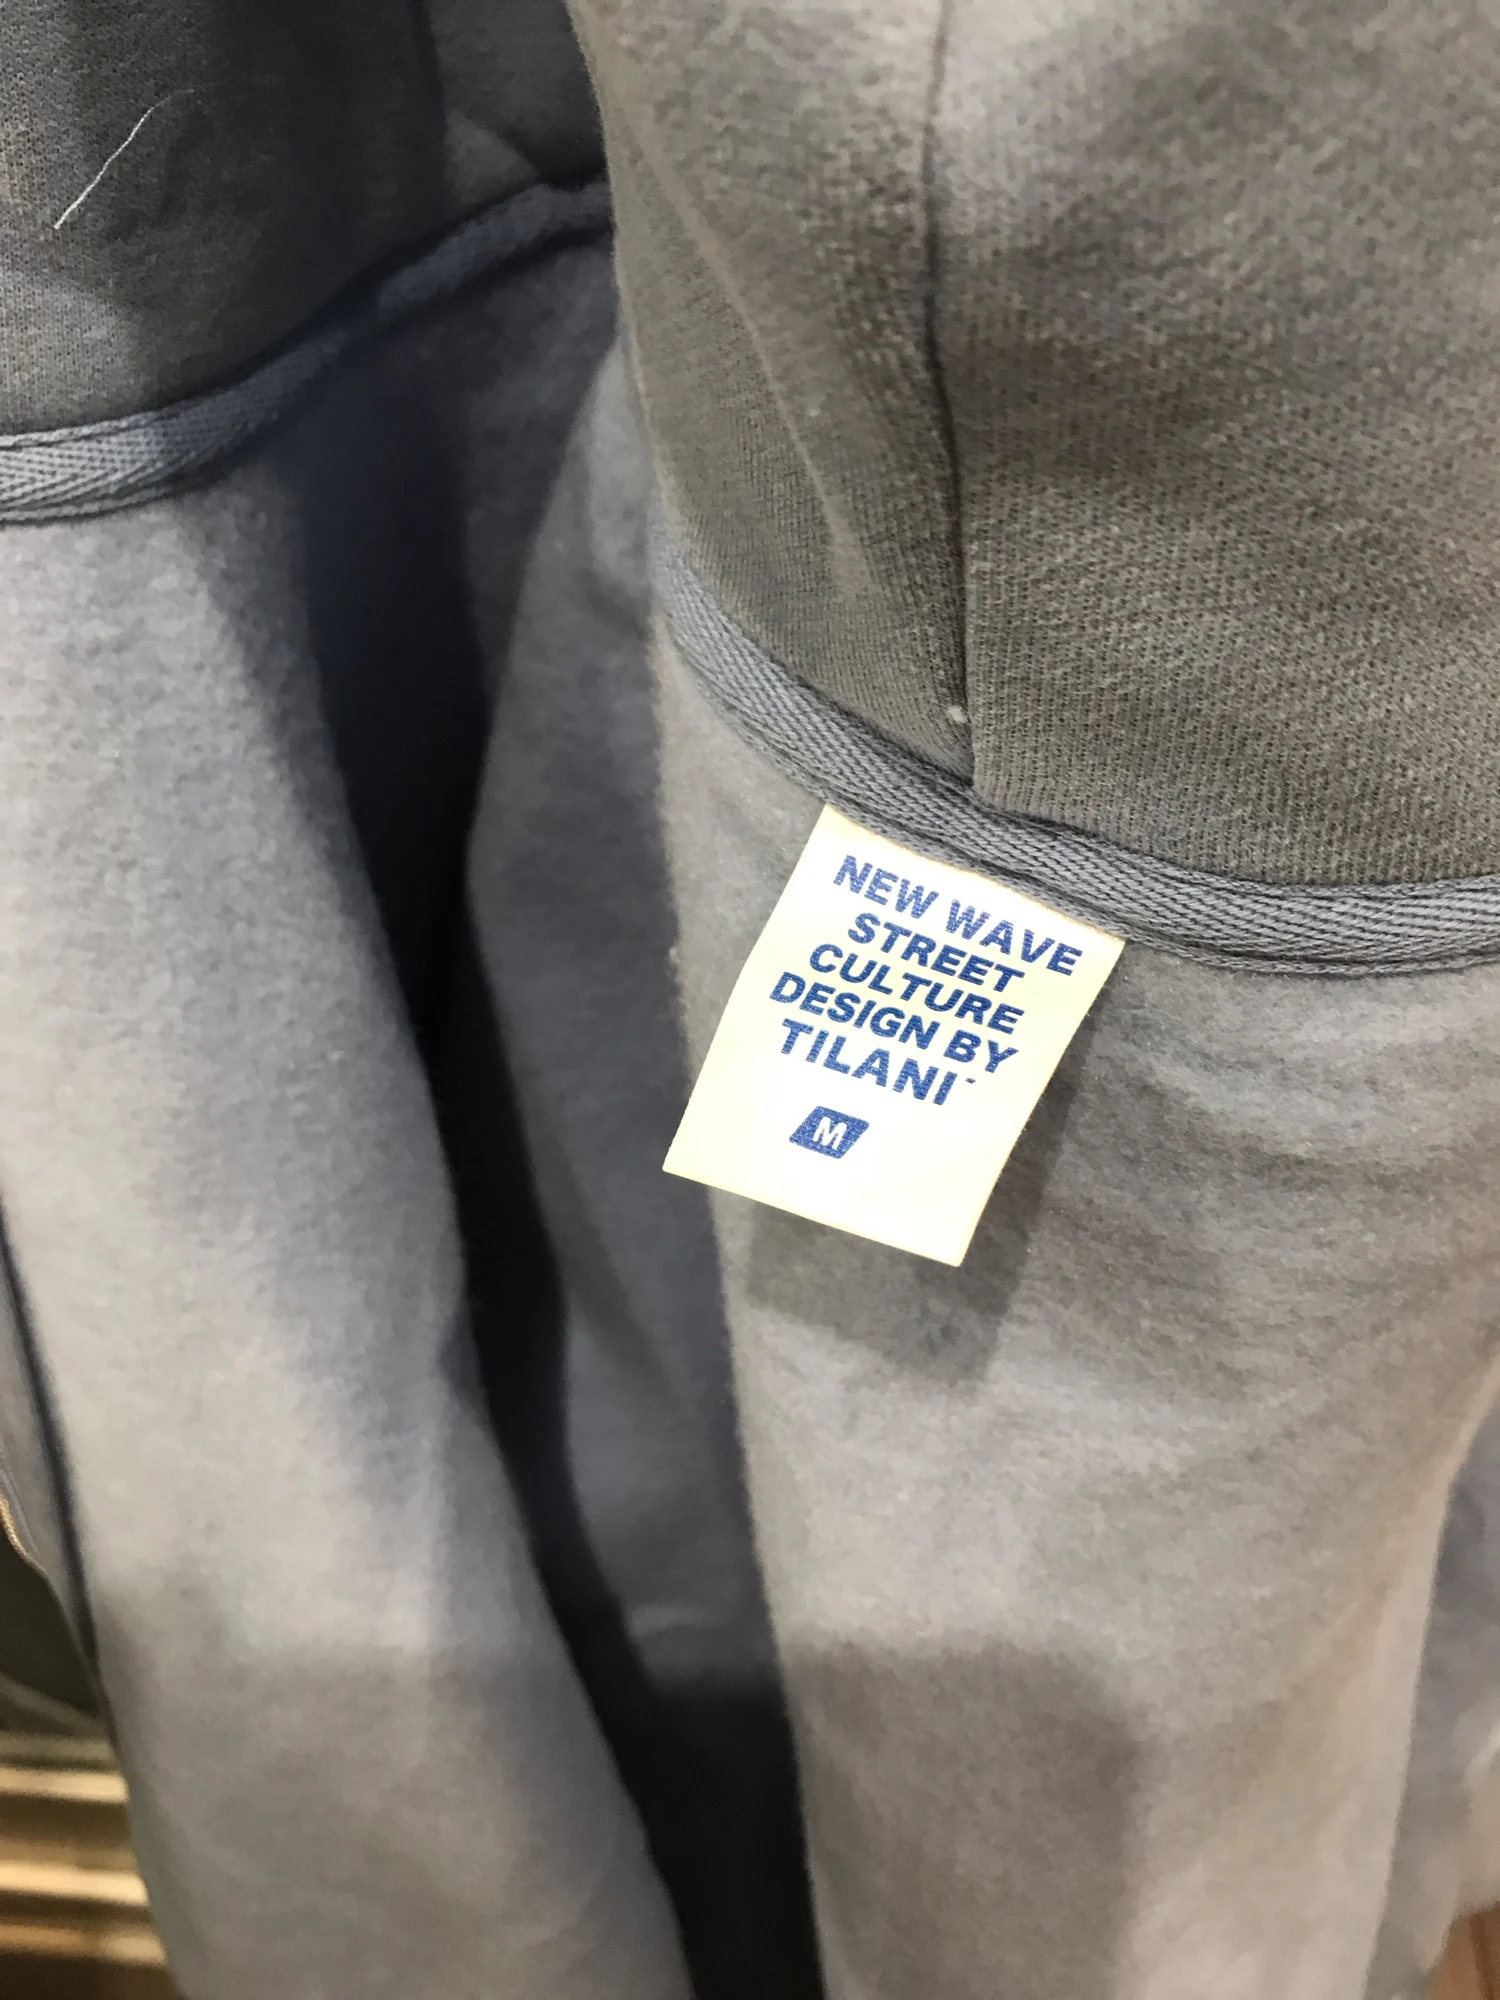 NEW WAVE
STREET
CULTURE
DESIGN BY
TILANI
M